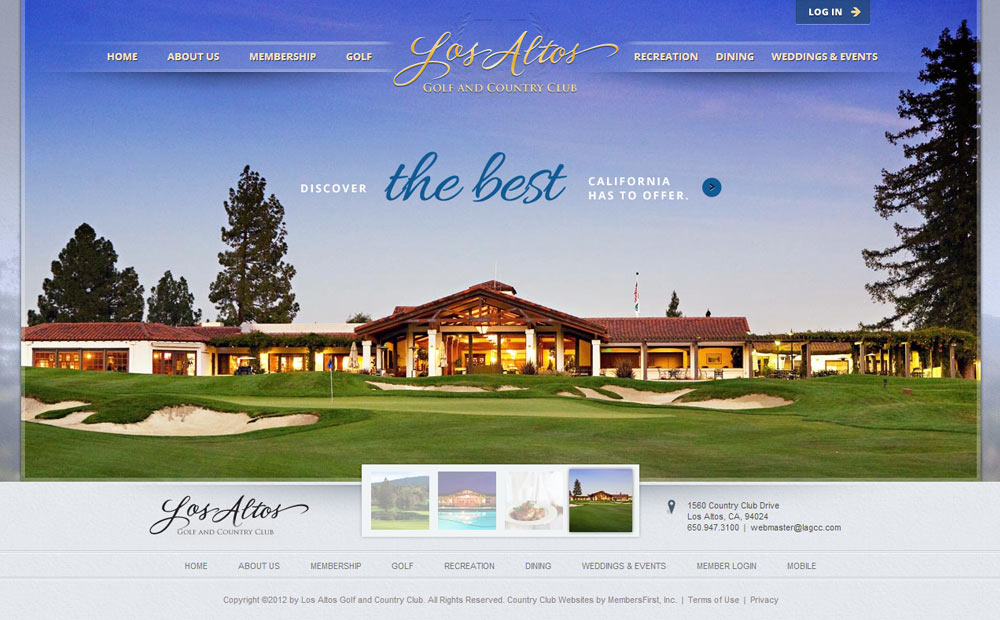 LOG IN
HOME ABOUT US MEMBERSHIP GOLF
Los Altos
GOLF AND COUNTRY CLUB
RECREATION DINING WEDDINGS & EVENTS
DISCOVER the best CALIFORNIA
HAS TO OFFER.
Los Altos
GOLF AND COUNTRY CLUB
1560 Country Club Drive
Los Altos, CA, 94024
650.947.3100 | webmaster@lagcc.com
HOME ABOUT US MEMBERSHIP GOLF RECREATION DINING WEDDINGS & EVENTS MEMBER LOGIN MOBILE
Copyright ©2012 by Los Altos Golf and Country Club. All Rights Reserved. Country Club Websites by MembersFirst, Inc. | Terms of Use | Privacy